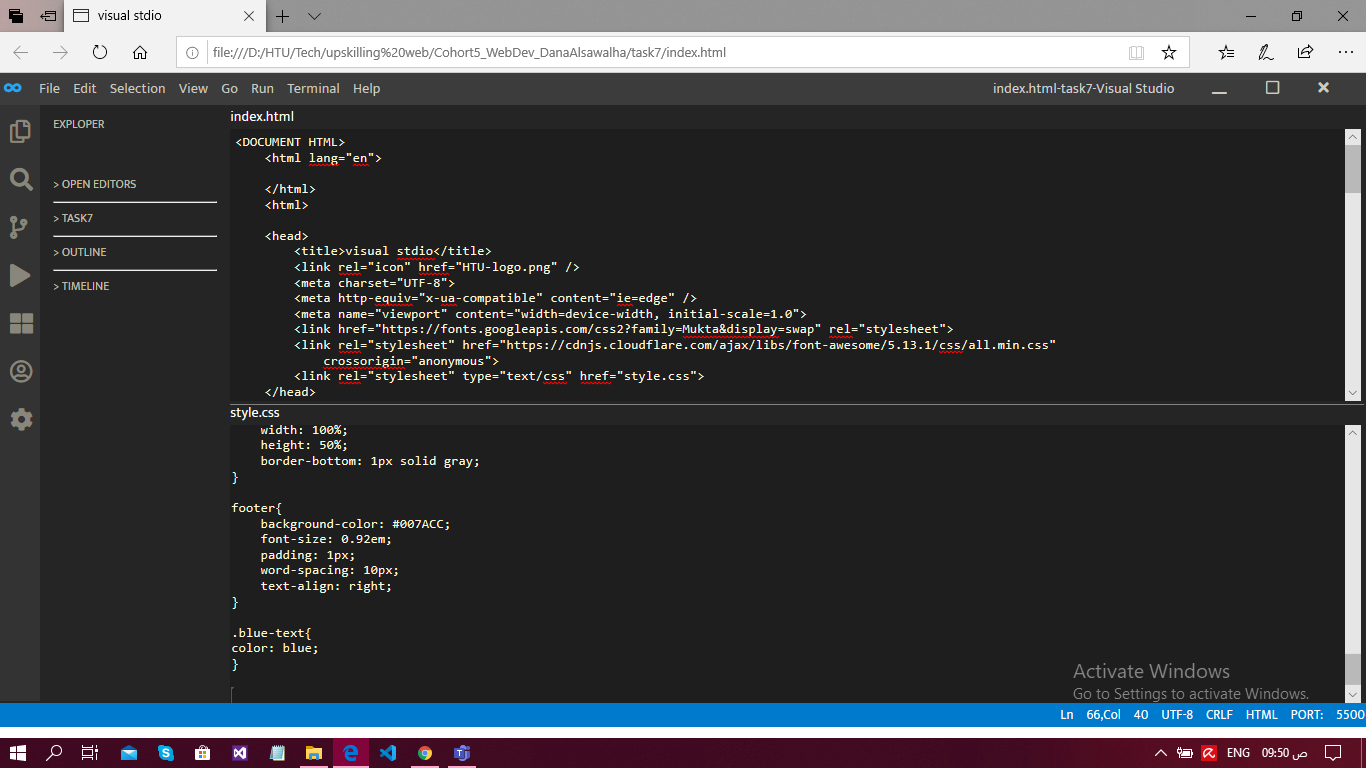 visual stdio
file:///D:/HTU/Tech/upskilling%20web/Cohort5_WebDev_DanaAlsawalha/task7/index.html
File Edit Selection View Go Run Terminal Help
index.html-task7-Visual Studio
EXPLOPER
> OPEN EDITORS
> TASK7
> OUTLINE
> TIMELINE
index.html
<DOCUMENT HTML>
<html lang="en">
</html>
<html>
<head>
<title>visual stdio</title>
<link rel="icon" href="HTU-logo.png" />
<meta charset="UTF-8">
<meta http-equiv="x-ua-compatible" content="ie=edge" />
<meta name="viewport" content="width=device-width, initial-scale=1.0">
<link href="https://fonts.googleapis.com/css2?family=Mukta&display=swap" rel="stylesheet">
<link rel="stylesheet" href="https://cdnjs.cloudflare.com/ajax/libs/font-awesome/5.13.1/css/all.min.css"
crossorigin="anonymous">
<link rel="stylesheet" type="text/css" href="style.css">
</head>
style.css
width: 100%;
height: 50%;
border-bottom: 1px solid gray;
}
footer{
background-color: #007ACC;
font-size: 0.92em;
padding: 1px;
word-spacing: 10px;
text-align: right;
}
.blue-text{
color: blue;
}
Activate Windows
Go to Settings to activate Windows.
Ln 66,Col 40 UTF-8 CRLF HTML PORT: 5500
ENG 09:50 ص